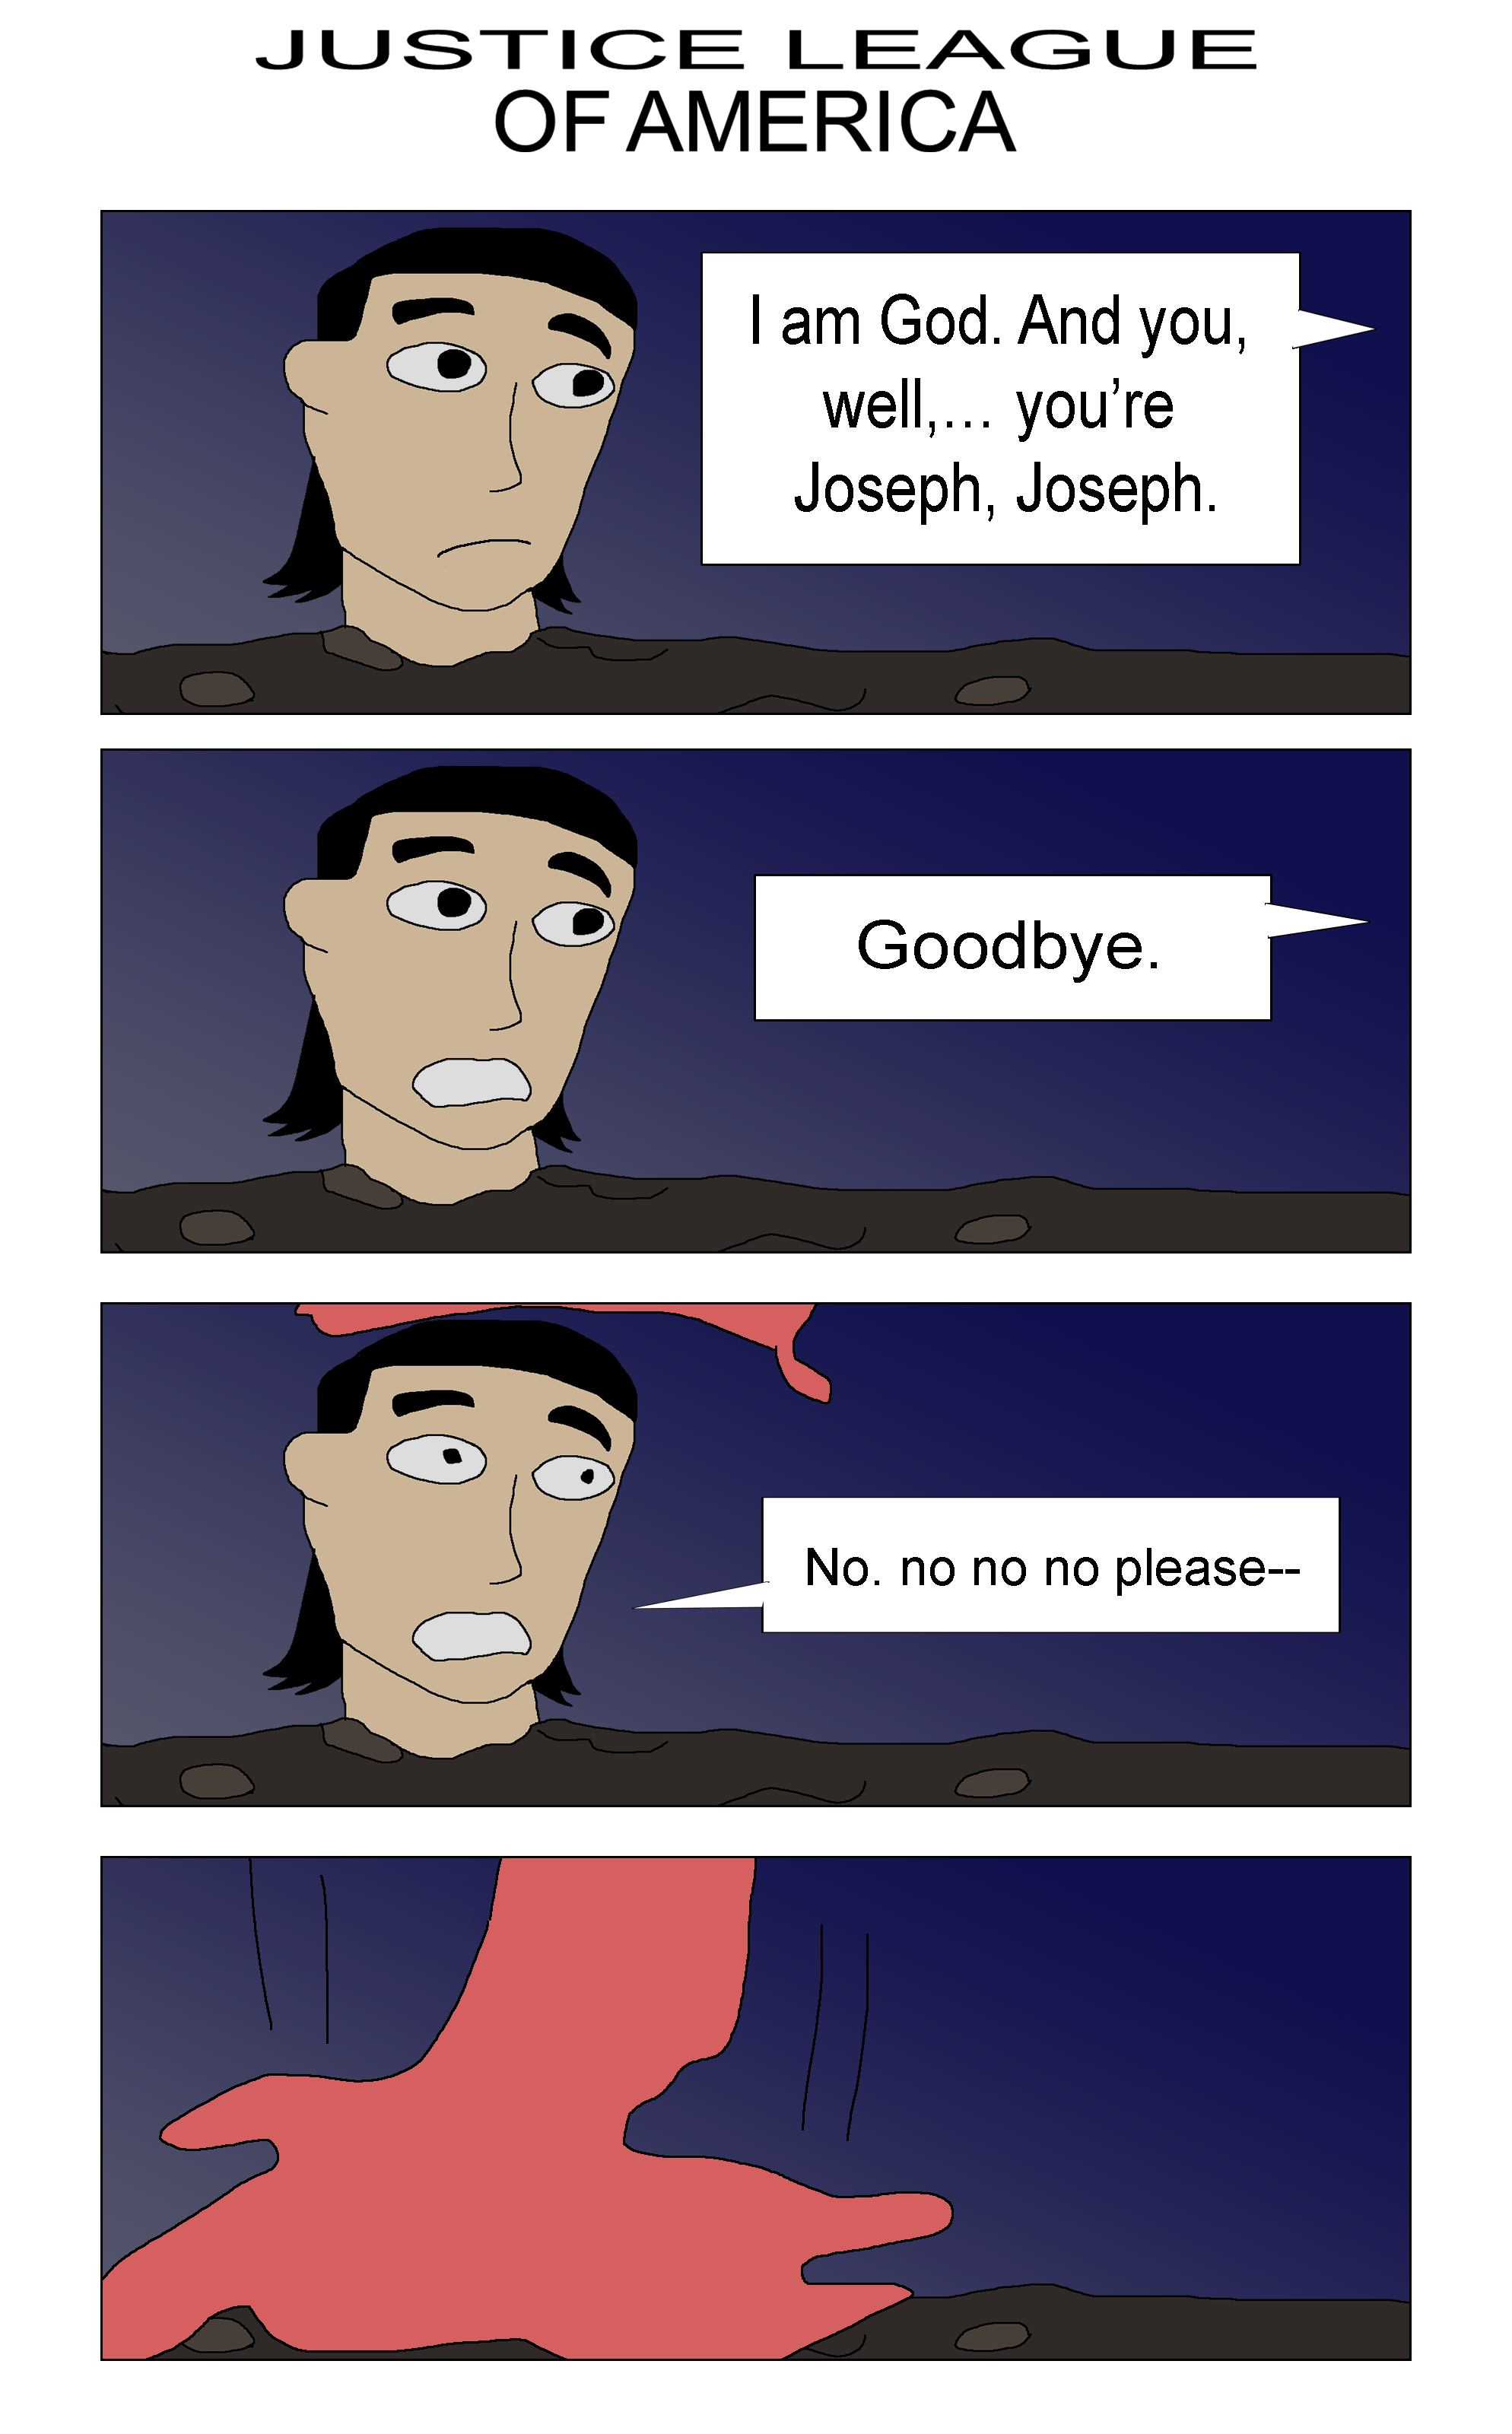 JUSTICE LEAGUE
OF AMERICA
I am God. And you,
well,... you’re
Joseph, Joseph.
Goodbye.
No. no no no please--